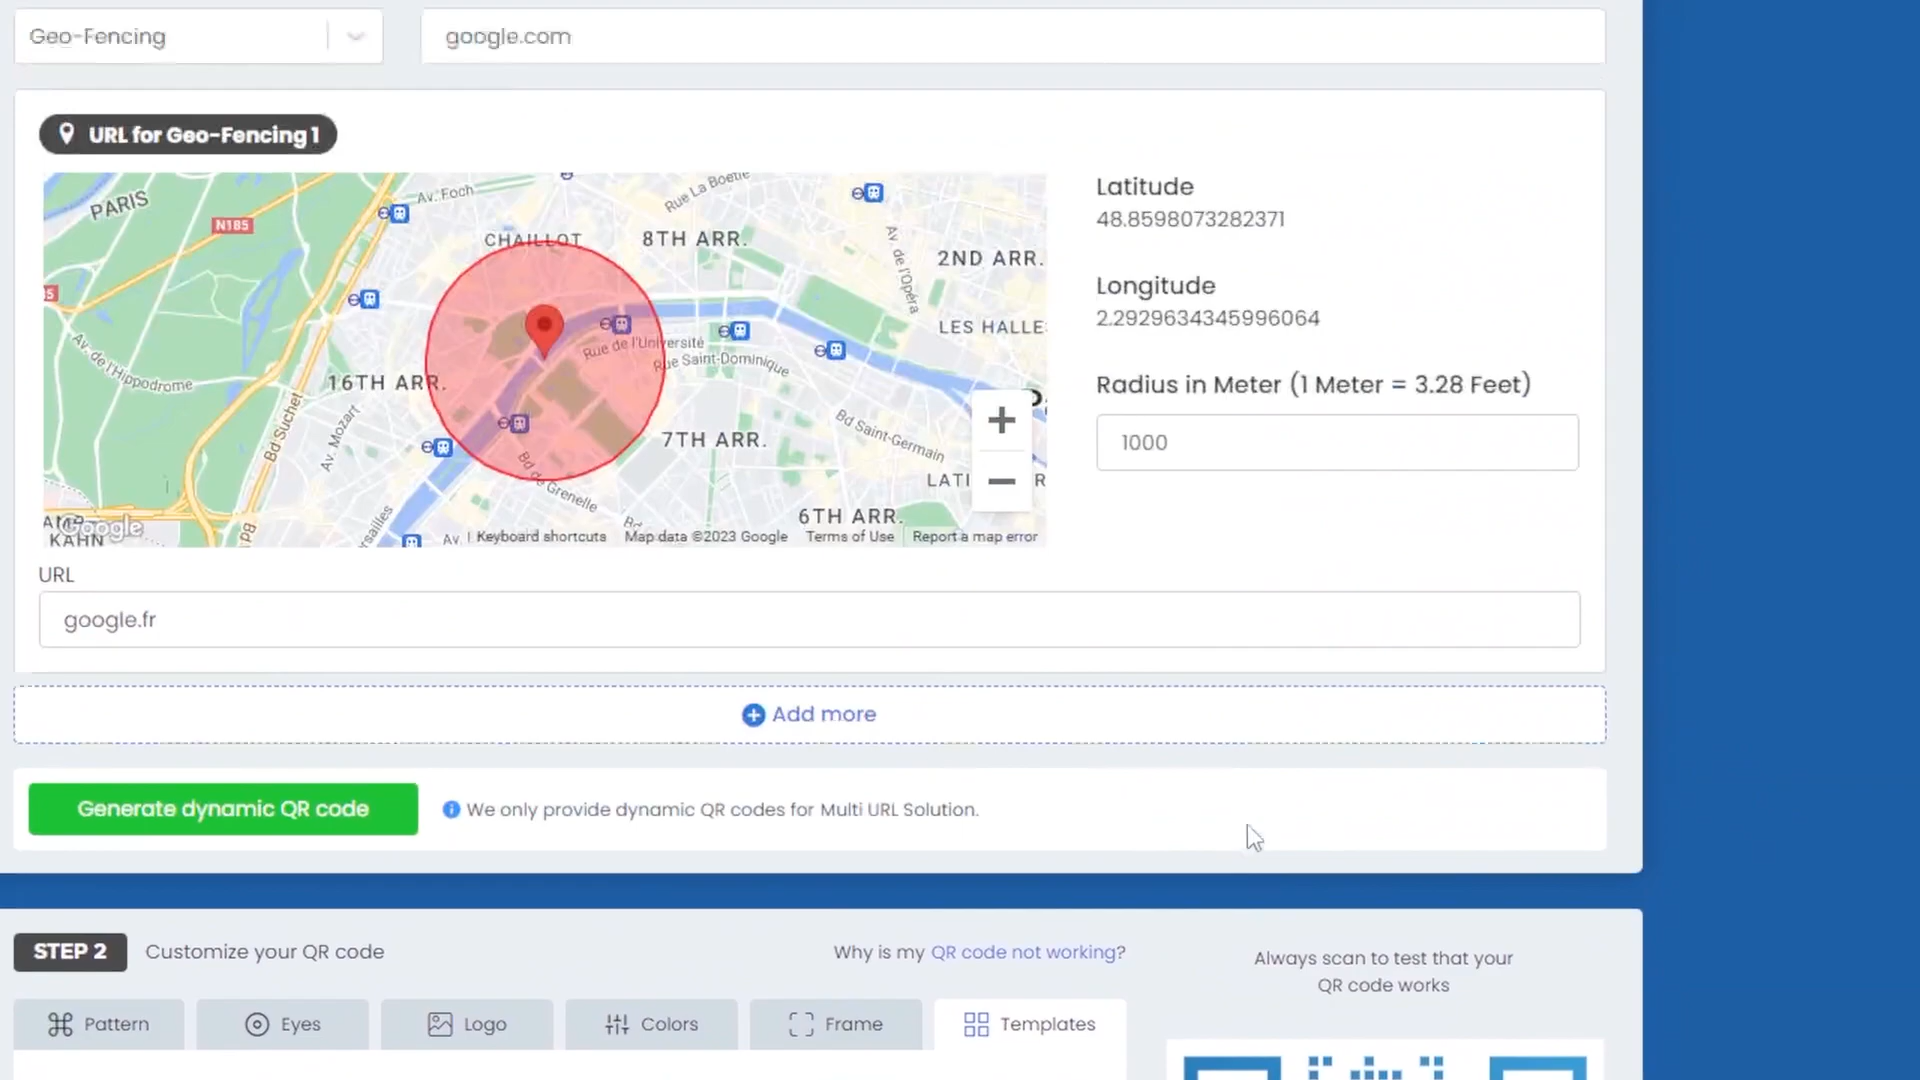 Geo-Fencing
google.com
URL for Geo-Fencing 1
PARIS
Av. Foch
Rue La Boétie
N185
CHAILLOT
8TH ARR.
Av. de l'Opéra
2ND ARR.
LES HALLE
Av. de l'Hippodrome
Rue de l'Université
Rue Saint-Dominique
16TH ARR.
Bd Suchet
Av. Mozart
7TH ARR.
Bd Saint-Germain
Bd de Grenelle
LATI
6TH ARR.
KAHN
Google
Keyboard shortcuts
Map data ©2023 Google
Terms of Use
Report a map error
Latitude
48.8598073282371
Longitude
2.2929634345996064
Radius in Meter (1 Meter = 3.28 Feet)
1000
URL
google.fr
Add more
Generate dynamic QR code
We only provide dynamic QR codes for Multi URL Solution.
STEP 2
Customize your QR code
Why is my QR code not working?
Always scan to test that your
QR code works
Pattern
Eyes
Logo
Colors
Frame
Templates